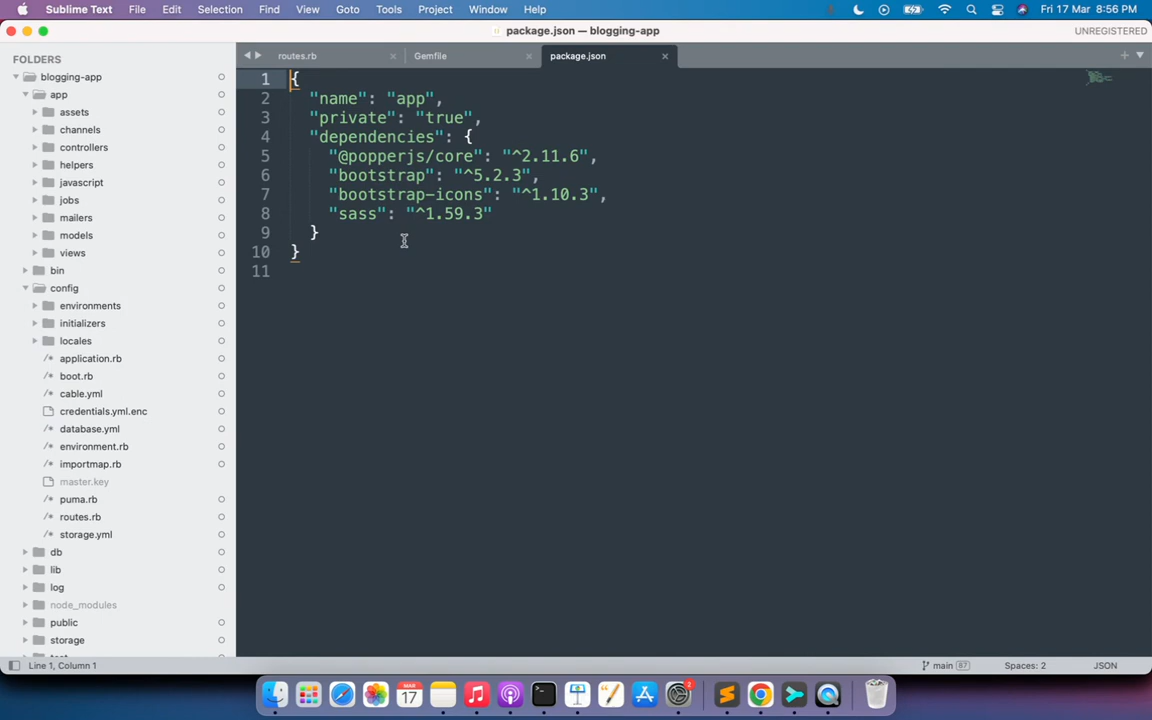 Sublime Text File Edit Selection Find View Goto Tools Project Window Help Fri 17 Mar 8:56 PM
package.json — blogging-app UNREGISTERED
FOLDERS
blogging-app
app
assets
channels
controllers
helpers
javascript
jobs
mailers
models
views
bin
config
environments
initializers
locales
application.rb
boot.rb
cable.yml
credentials.yml.enc
database.yml
environment.rb
importmap.rb
master.key
puma.rb
routes.rb
storage.yml
db
lib
log
node_modules
public
storage
routes.rb Gemfile package.json
1 {
2 "name": "app",
3 "private": "true",
4 "dependencies": {
5 "@popperjs/core": "^2.11.6",
6 "bootstrap": "^5.2.3",
7 "bootstrap-icons": "^1.10.3",
8 "sass": "^1.59.3"
9 }
10 }
11
Line 1, Column 1 main 87 Spaces: 2 JSON
MAR
17
2